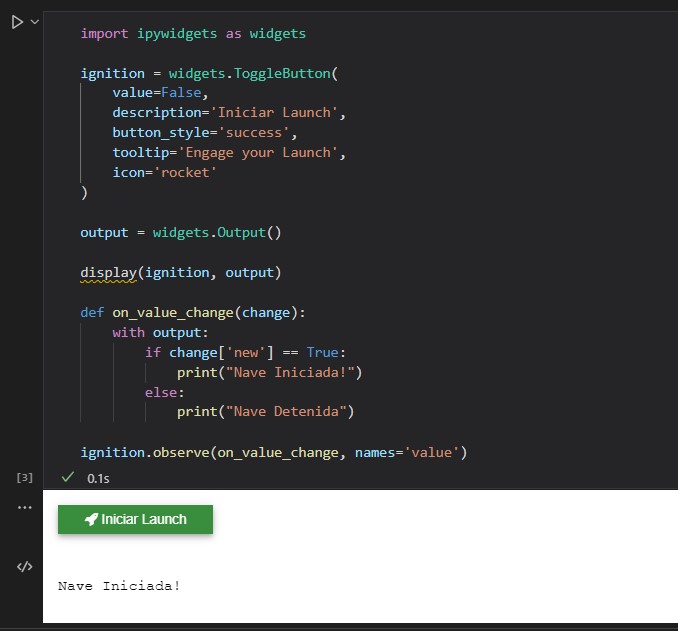 import ipywidgets as widgets
ignition = widgets.ToggleButton(
    value=False,
    description='Iniciar Launch',
    button_style='success',
    tooltip='Engage your Launch',
    icon='rocket'
)
output = widgets.Output()
display(ignition, output)
def on_value_change(change):
    with output:
        if change['new'] == True:
            print("Nave Iniciada!")
        else:
            print("Nave Detenida")
ignition.observe(on_value_change, names='value')
[3] 0.1s
Iniciar Launch
Nave Iniciada!